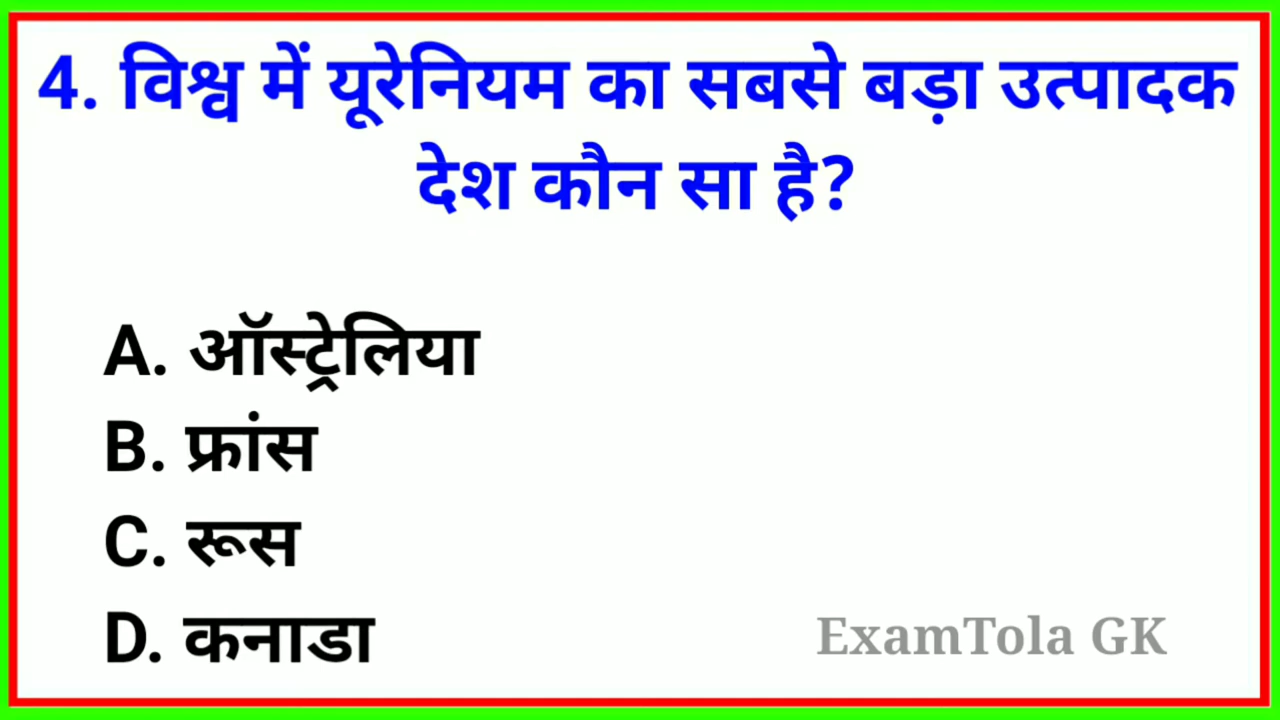 4. विश्व में यूरेनियम का सबसे बड़ा उत्पादक
देश कौन सा है?
A. ऑस्ट्रेलिया
B. फ्रांस
C. रूस
D. कनाडा
ExamTola GK